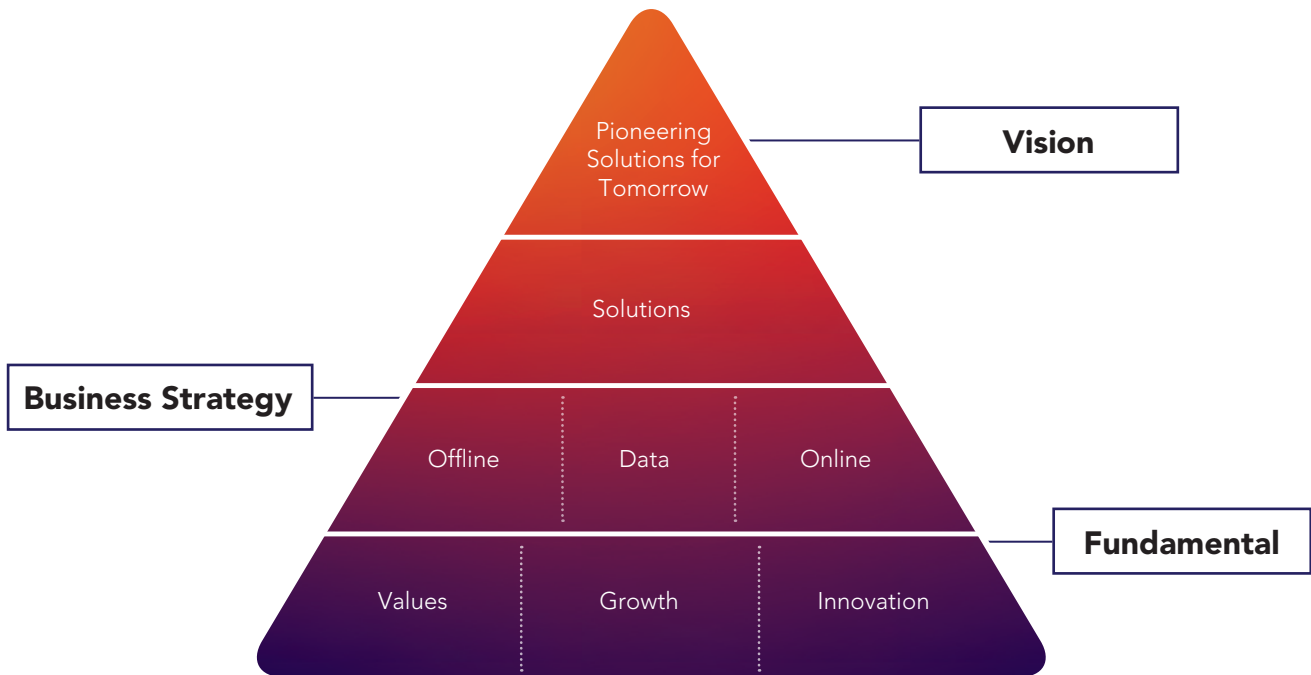 Pioneering
Solutions for
Tomorrow
Vision
Solutions
Business Strategy
Offline
Data
Online
Fundamental
Values
Growth
Innovation